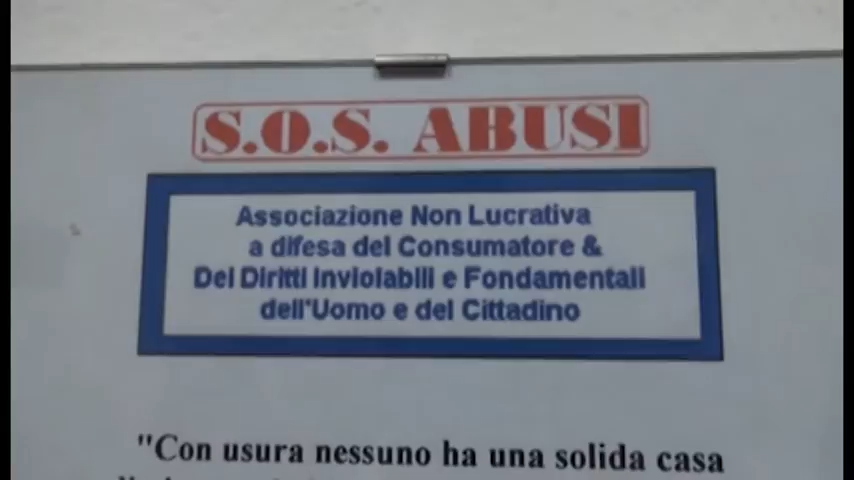 S.O.S. ABUSI
Associazione Non Lucrativa
a difesa del Consumatore &
Dei Diritti Inviolabili e Fondamentali
dell'Uomo e del Cittadino
"Con usura nessuno ha una solida casa